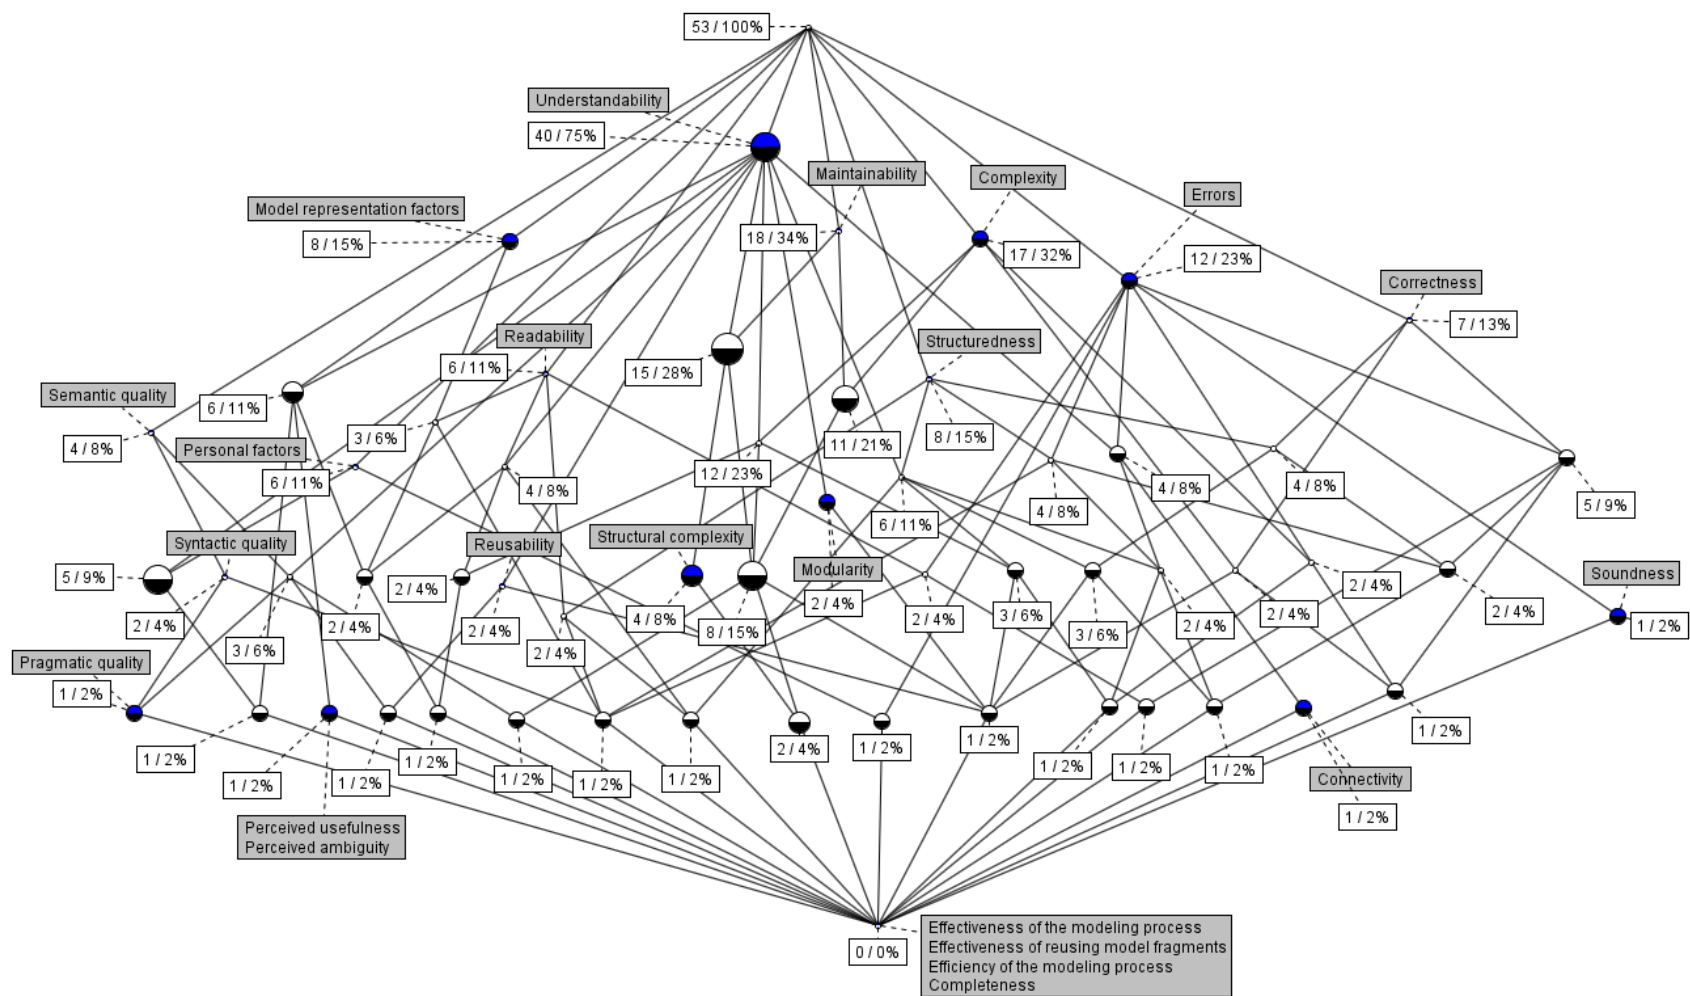 53 / 100%
Understandability
40 / 75%
Maintainability
Complexity
Errors
Model representation factors
8 / 15%
18 / 34%
17 / 32%
12 / 23%
Correctness
7 / 13%
Readability
Structuredness
6 / 11%
15 / 28%
Semantic quality
6 / 11%
4 / 8%
3 / 6%
11 / 21%
8 / 15%
Personal factors
6 / 11%
4 / 8%
12 / 23%
4 / 8%
4 / 8%
4 / 8%
5 / 9%
6 / 11%
Syntactic quality
Reusability
Structural complexity
Modularity
5 / 9%
2 / 4%
2 / 4%
Soundness
2 / 4%
2 / 4%
2 / 4%
2 / 4%
4 / 8%
8 / 15%
2 / 4%
2 / 4%
3 / 6%
3 / 6%
2 / 4%
2 / 4%
2 / 4%
1 / 2%
3 / 6%
2 / 4%
Pragmatic quality
1 / 2%
1 / 2%
1 / 2%
1 / 2%
1 / 2%
1 / 2%
1 / 2%
1 / 2%
2 / 4%
1 / 2%
1 / 2%
1 / 2%
1 / 2%
1 / 2%
1 / 2%
Connectivity
1 / 2%
Perceived usefulness
Perceived ambiguity
0 / 0%
Effectiveness of the modeling process
Effectiveness of reusing model fragments
Efficiency of the modeling process
Completeness